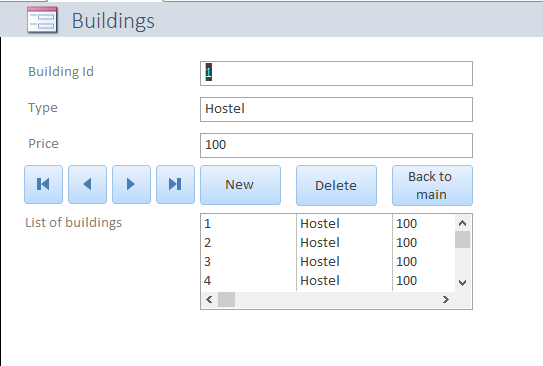 Buildings
Building Id 1
Type Hostel
Price 100
New Delete Back to main
List of buildings 1 Hostel 100
2 Hostel 100
3 Hostel 100
4 Hostel 100